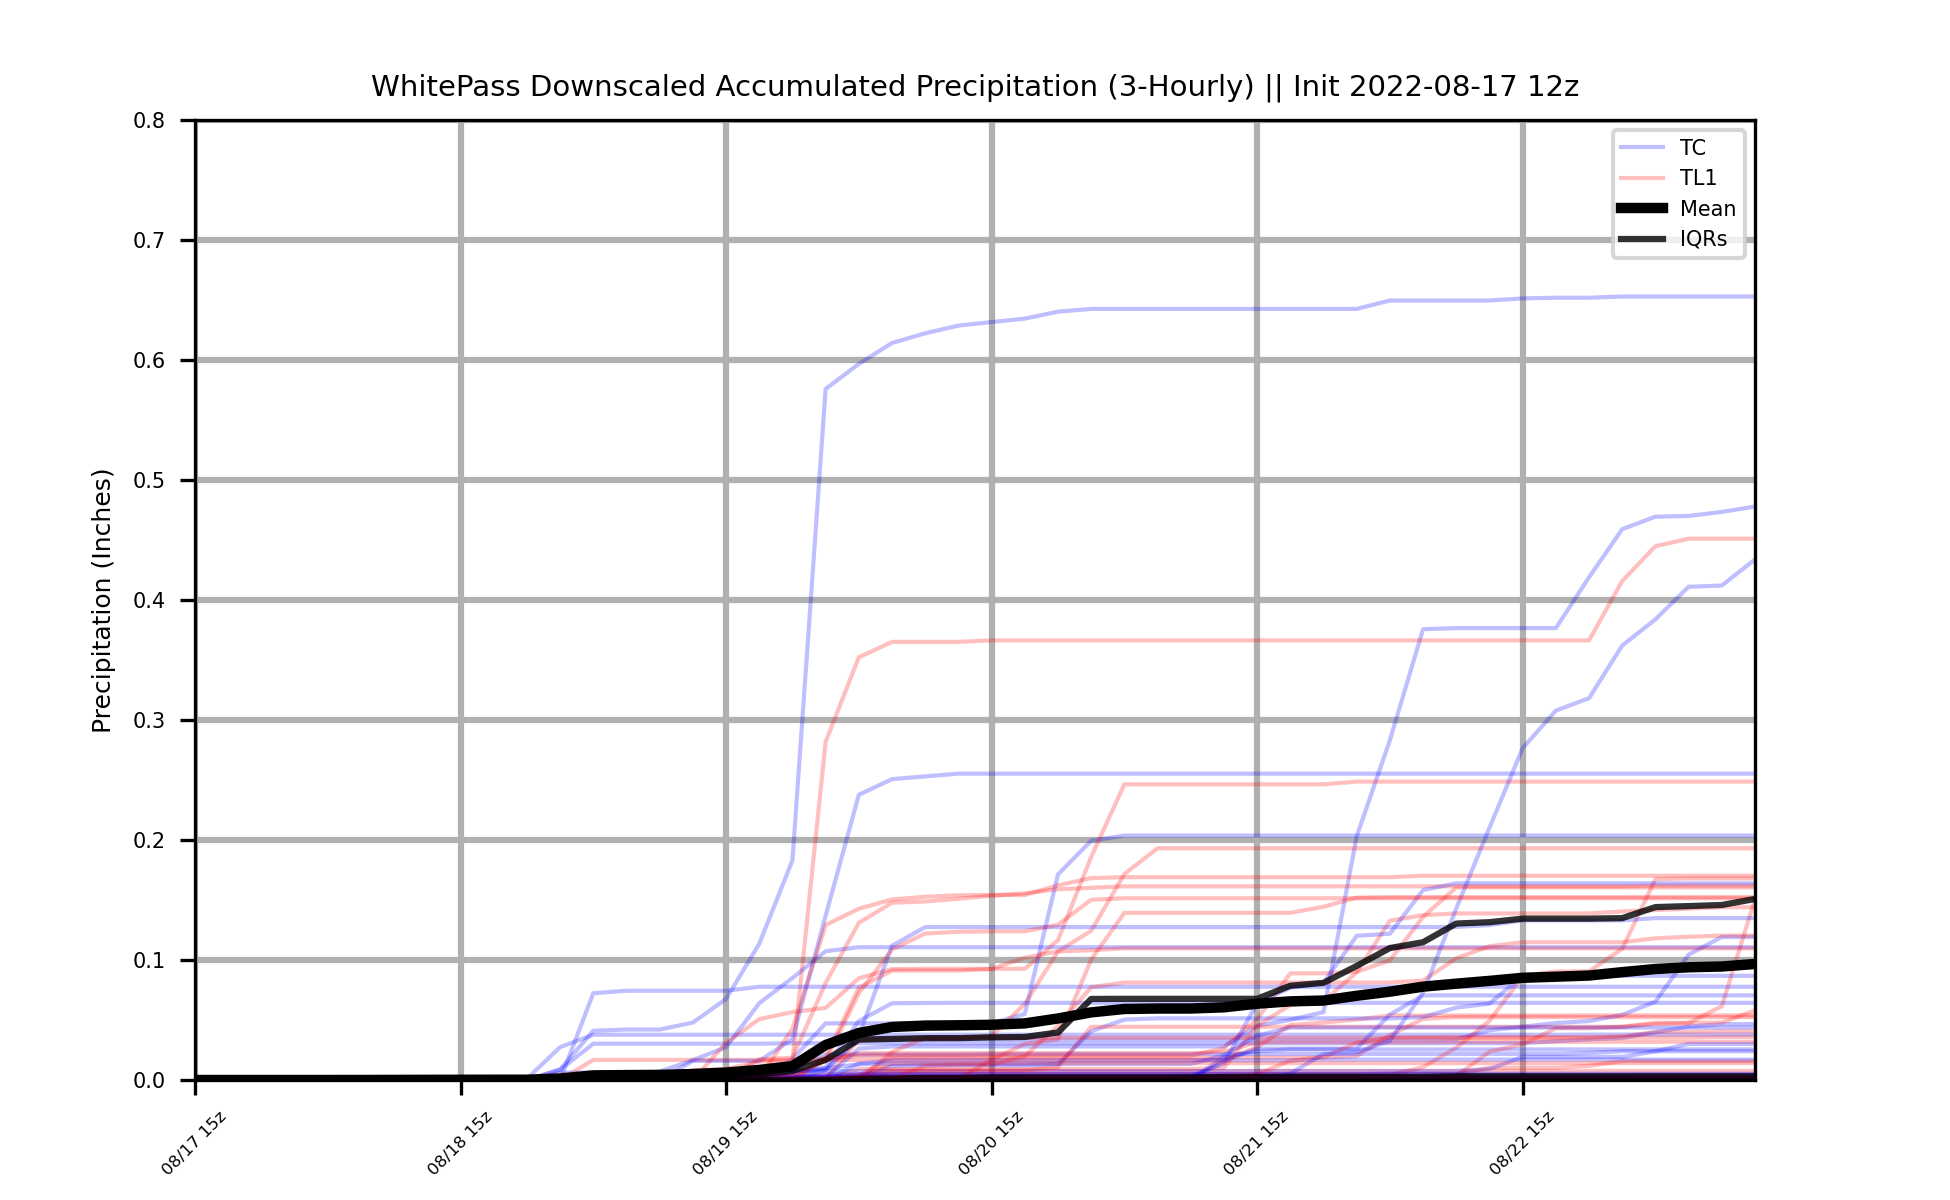 WhitePass Downscaled Accumulated Precipitation (3-Hourly) || Init 2022-08-17 12z
Precipitation (Inches)
0.8
0.7
0.6
0.5
0.4
0.3
0.2
0.1
0.0
TC
TL1
Mean
IQRs
08/17 15z
08/18 15z
08/19 15z
08/20 15z
08/21 15z
08/22 15z